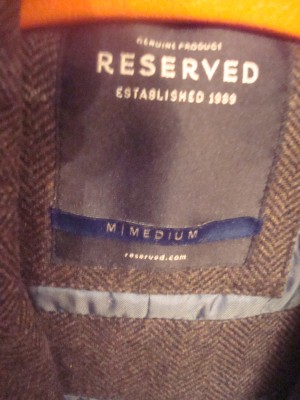 GENUINE PRODUCT
RESERVED
ESTABLISHED 1999
M | MEDIUM
reserved.com